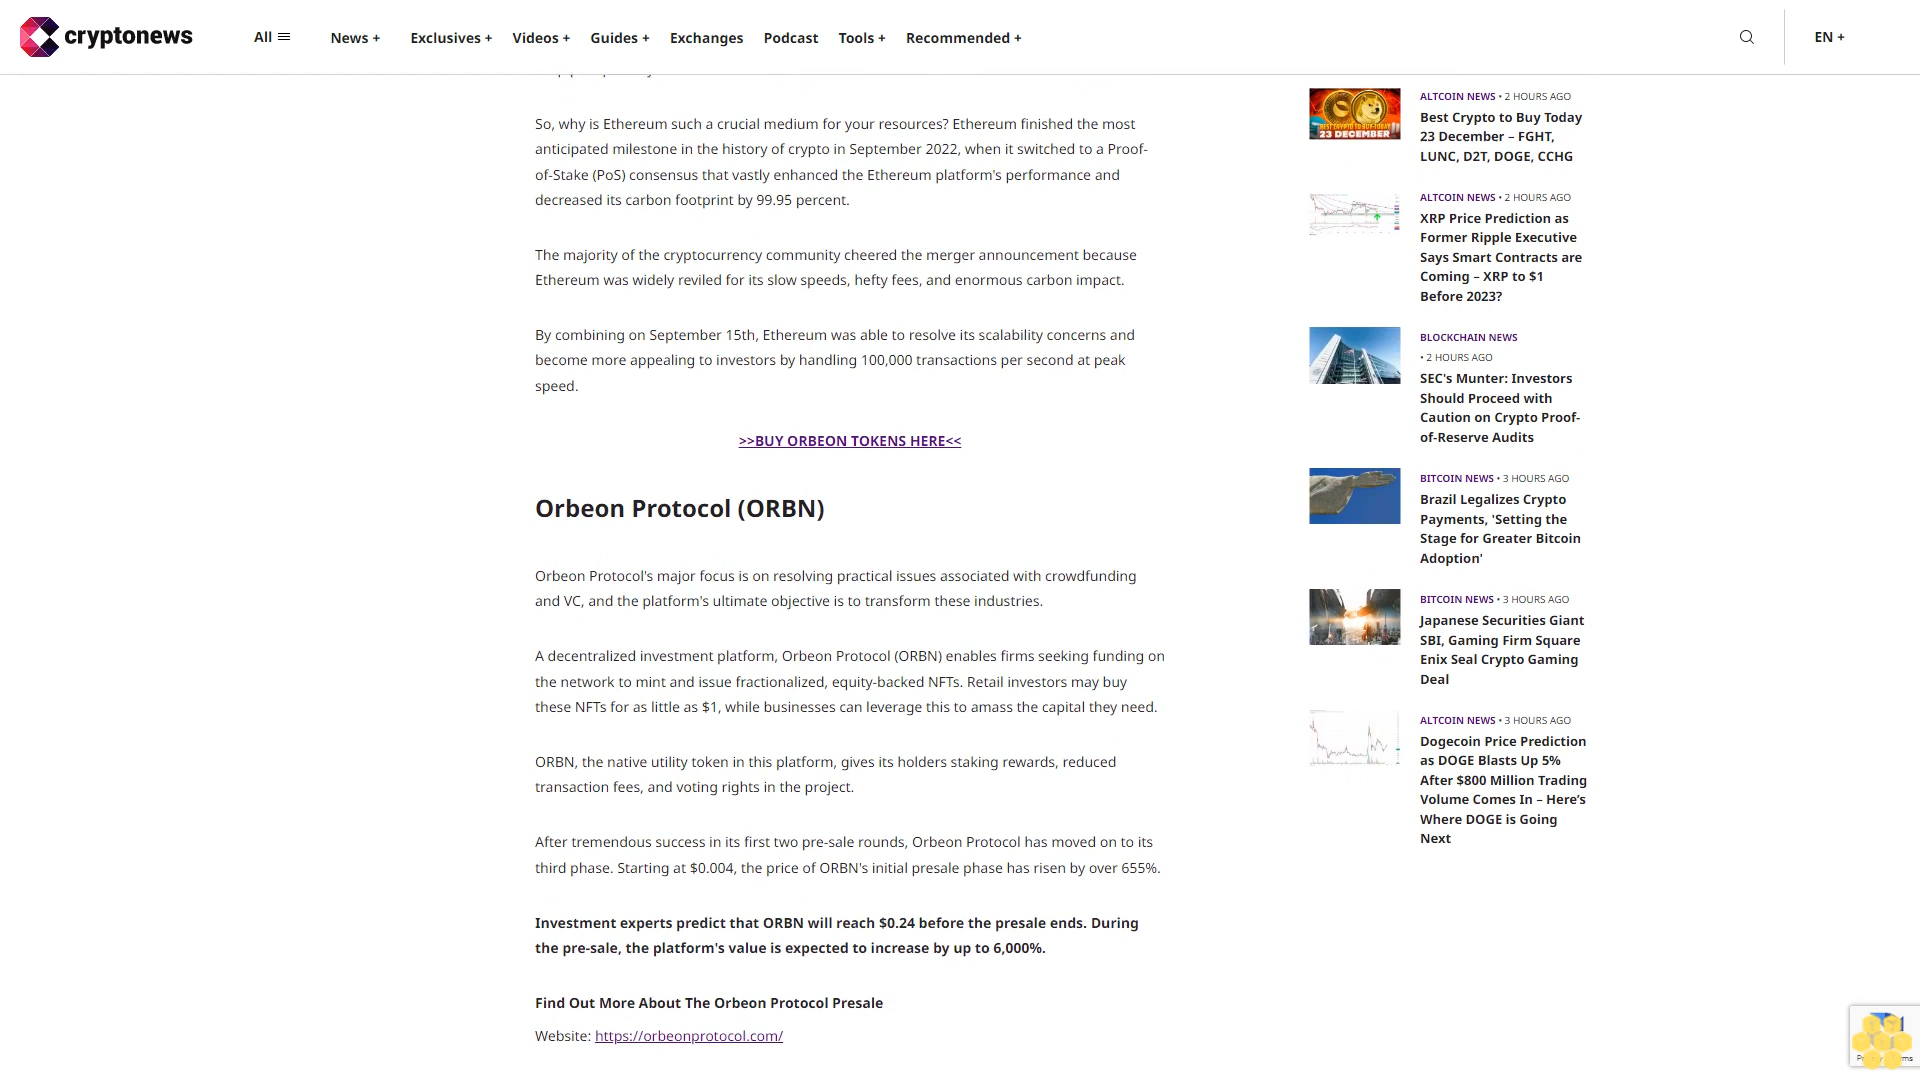 cryptonews
All
News +
Exclusives +
Videos +
Guides +
Exchanges
Podcast
Tools +
Recommended +
EN +
So, why is Ethereum such a crucial medium for your resources? Ethereum finished the most
anticipated milestone in the history of crypto in September 2022, when it switched to a Proof-
of-Stake (PoS) consensus that vastly enhanced the Ethereum platform's performance and
decreased its carbon footprint by 99.95 percent.
The majority of the cryptocurrency community cheered the merger announcement because
Ethereum was widely reviled for its slow speeds, hefty fees, and enormous carbon impact.
By combining on September 15th, Ethereum was able to resolve its scalability concerns and
become more appealing to investors by handling 100,000 transactions per second at peak
speed.
>>BUY ORBEON TOKENS HERE<<
Orbeon Protocol (ORBN)
Orbeon Protocol's major focus is on resolving practical issues associated with crowdfunding
and VC, and the platform's ultimate objective is to transform these industries.
A decentralized investment platform, Orbeon Protocol (ORBN) enables firms seeking funding on
the network to mint and issue fractionalized, equity-backed NFTs. Retail investors may buy
these NFTs for as little as $1, while businesses can leverage this to amass the capital they need.
ORBN, the native utility token in this platform, gives its holders staking rewards, reduced
transaction fees, and voting rights in the project.
After tremendous success in its first two pre-sale rounds, Orbeon Protocol has moved on to its
third phase. Starting at $0.004, the price of ORBN's initial presale phase has risen by over 655%.
Investment experts predict that ORBN will reach $0.24 before the presale ends. During
the pre-sale, the platform's value is expected to increase by up to 6,000%.
Find Out More About The Orbeon Protocol Presale
Website: https://orbeonprotocol.com/
BEST CRYPTO TO BUY TODAY
23 DECEMBER
ALTCOIN NEWS • 2 HOURS AGO
Best Crypto to Buy Today
23 December – FGHT,
LUNC, D2T, DOGE, CCHG
ALTCOIN NEWS • 2 HOURS AGO
XRP Price Prediction as
Former Ripple Executive
Says Smart Contracts are
Coming – XRP to $1
Before 2023?
BLOCKCHAIN NEWS
• 2 HOURS AGO
SEC's Munter: Investors
Should Proceed with
Caution on Crypto Proof-
of-Reserve Audits
BITCOIN NEWS • 3 HOURS AGO
Brazil Legalizes Crypto
Payments, 'Setting the
Stage for Greater Bitcoin
Adoption'
BITCOIN NEWS • 3 HOURS AGO
Japanese Securities Giant
SBI, Gaming Firm Square
Enix Seal Crypto Gaming
Deal
ALTCOIN NEWS • 3 HOURS AGO
Dogecoin Price Prediction
as DOGE Blasts Up 5%
After $800 Million Trading
Volume Comes In – Here's
Where DOGE is Going
Next